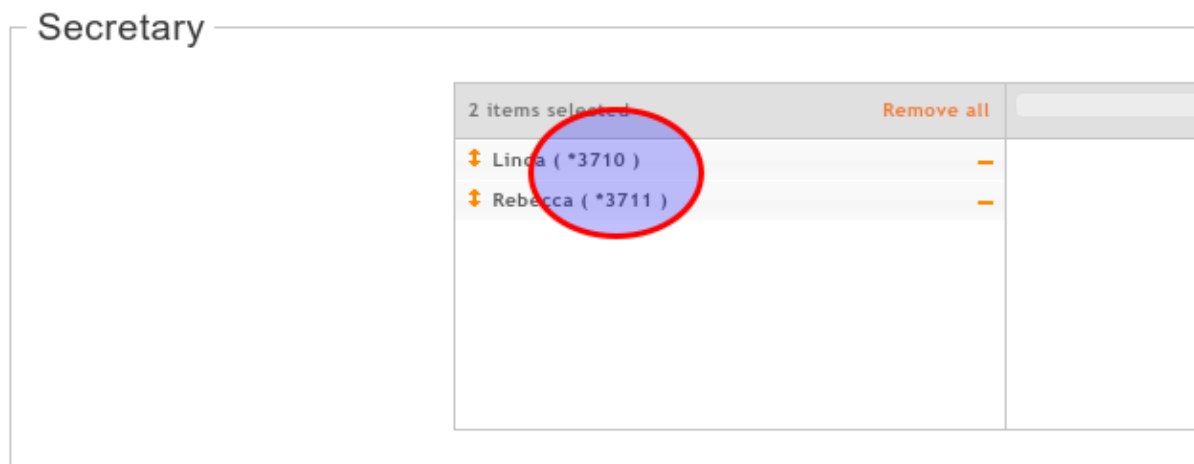 Secretary
2 items selected
Remove all
Linda ( *3710 )
Rebecca ( *3711 )